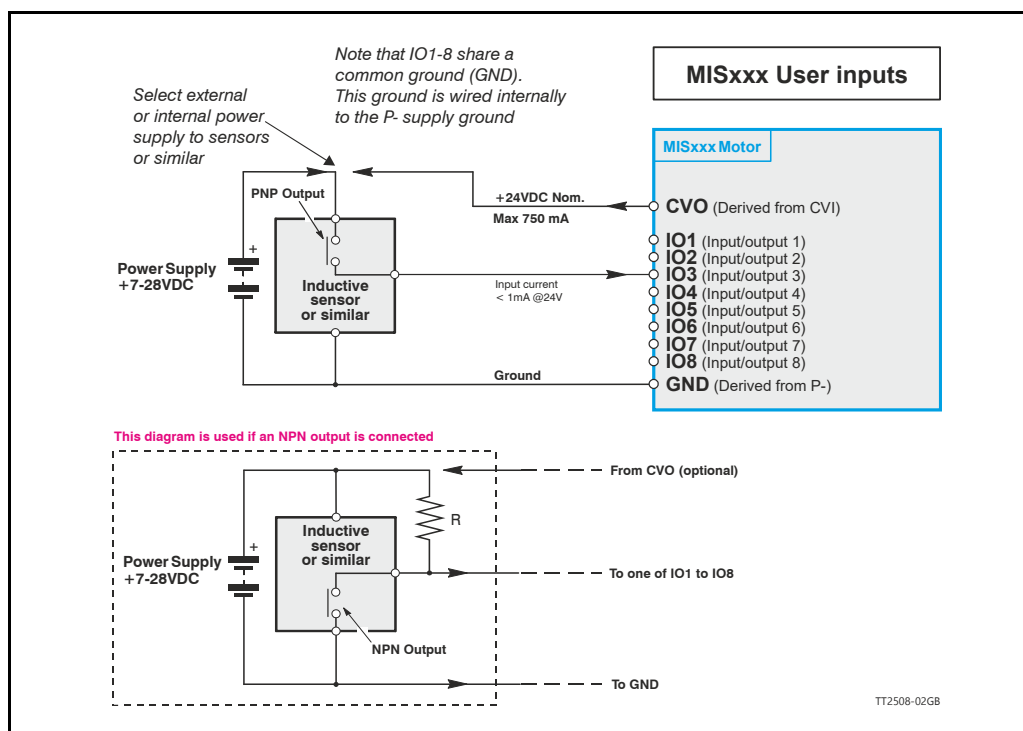 Note that IO1-8 share a
common ground (GND).
This ground is wired internally
to the P- supply ground
MISxxx User inputs
Select external
or internal power
supply to sensors
or similar
MISxxx Motor
PNP Output
+24VDC Nom.
Max 750 mA
CVO (Derived from CVI)
IO1 (Input/output 1)
IO2 (Input/output 2)
IO3 (Input/output 3)
IO4 (Input/output 4)
IO5 (Input/output 5)
IO6 (Input/output 6)
IO7 (Input/output 7)
IO8 (Input/output 8)
GND (Derived from P-)
+
Power Supply
+7-28VDC
Inductive
sensor
or similar
Input current
< 1mA @24V
Ground
This diagram is used if an NPN output is connected
From CVO (optional)
R
+
Power Supply
+7-28VDC
Inductive
sensor
or similar
To one of IO1 to IO8
NPN Output
To GND
TT2508-02GB